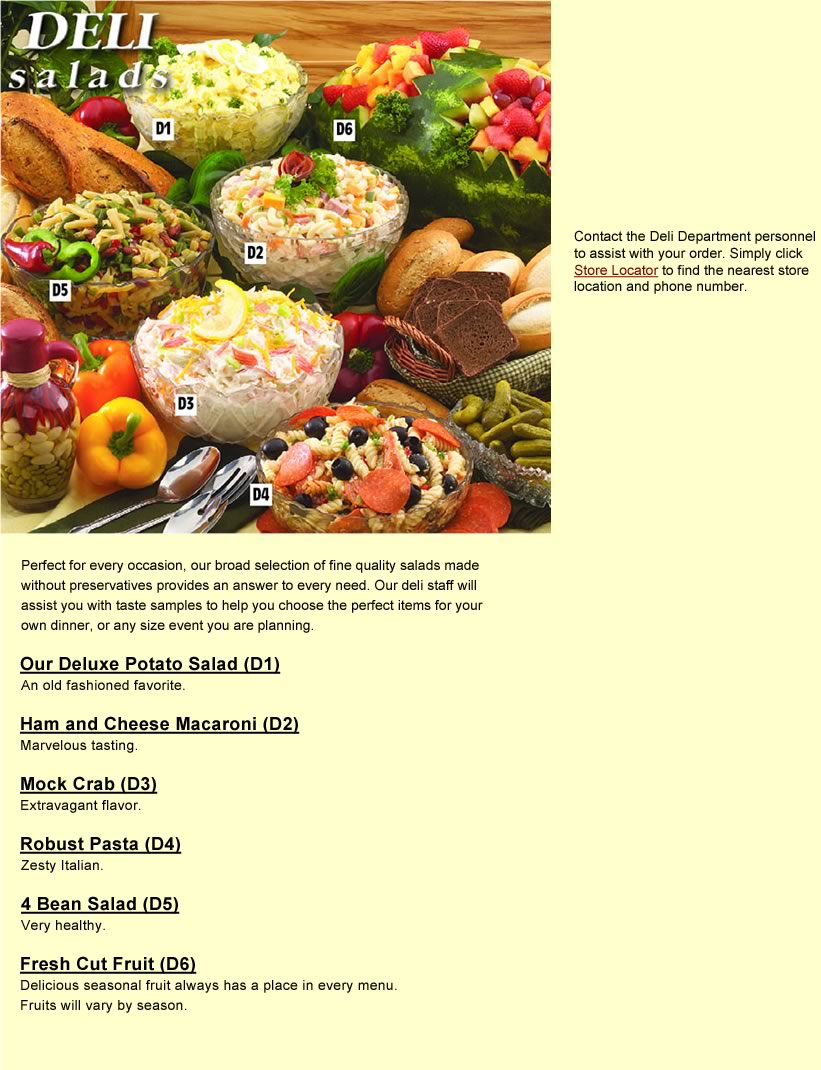 DELI
salads
D1
D6
D2
D5
D3
D4
Contact the Deli Department personnel
to assist with your order. Simply click
Store Locator to find the nearest store
location and phone number.
Perfect for every occasion, our broad selection of fine quality salads made
without preservatives provides an answer to every need. Our deli staff will
assist you with taste samples to help you choose the perfect items for your
own dinner, or any size event you are planning.
Our Deluxe Potato Salad (D1)
An old fashioned favorite.
Ham and Cheese Macaroni (D2)
Marvelous tasting.
Mock Crab (D3)
Extravagant flavor.
Robust Pasta (D4)
Zesty Italian.
4 Bean Salad (D5)
Very healthy.
Fresh Cut Fruit (D6)
Delicious seasonal fruit always has a place in every menu.
Fruits will vary by season.